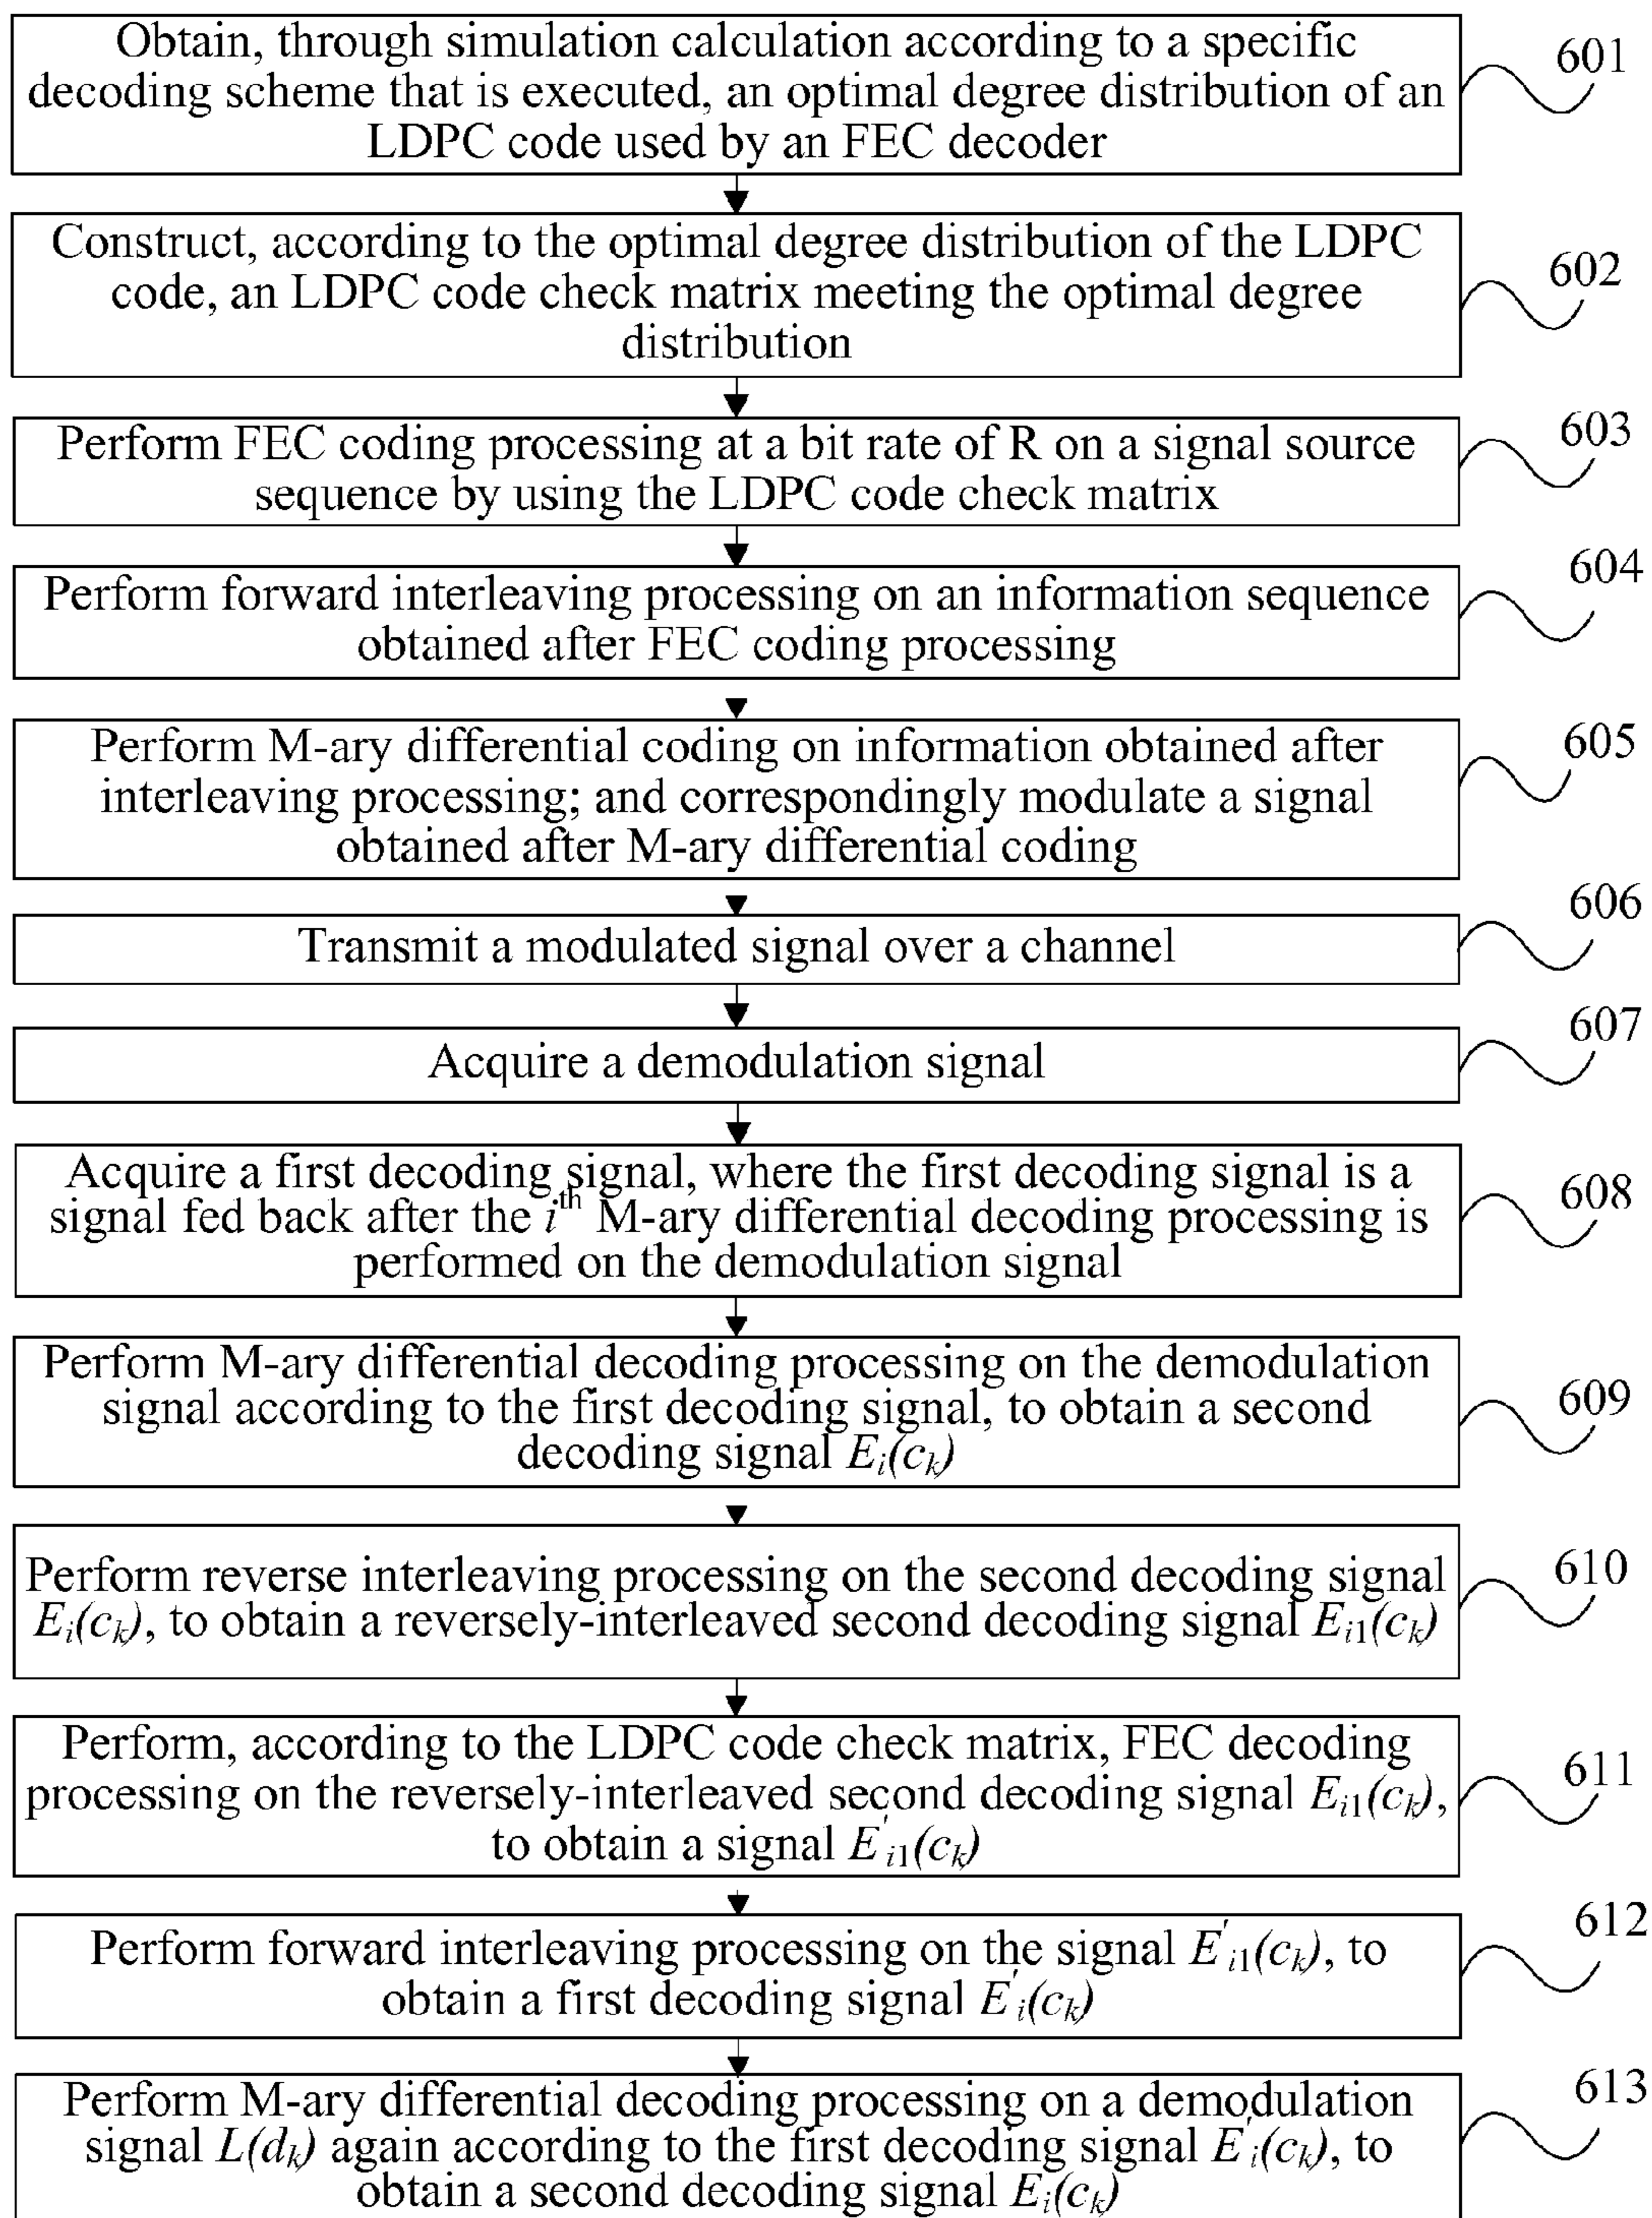 Obtain, through simulation calculation according to a specific
decoding scheme that is executed, an optimal degree distribution of an
LDPC code used by an FEC decoder
601
Construct, according to the optimal degree distribution of the LDPC
code, an LDPC code check matrix meeting the optimal degree
distribution
602
Perform FEC coding processing at a bit rate of R on a signal source
sequence by using the LDPC code check matrix
603
Perform forward interleaving processing on an information sequence
obtained after FEC coding processing
604
Perform M-ary differential coding on information obtained after
interleaving processing; and correspondingly modulate a signal
obtained after M-ary differential coding
605
Transmit a modulated signal over a channel
606
Acquire a demodulation signal
607
Acquire a first decoding signal, where the first decoding signal is a
signal fed back after the i^th M-ary differential decoding processing is
performed on the demodulation signal
608
Perform M-ary differential decoding processing on the demodulation
signal according to the first decoding signal, to obtain a second
decoding signal E_i(c_k)
609
Perform reverse interleaving processing on the second decoding signal
E_i(c_k), to obtain a reversely-interleaved second decoding signal E_i1(c_k)
610
Perform, according to the LDPC code check matrix, FEC decoding
processing on the reversely-interleaved second decoding signal E_i1(c_k),
to obtain a signal E'_i1(c_k)
611
Perform forward interleaving processing on the signal E'_i1(c_k), to
obtain a first decoding signal E'_i(c_k)
612
Perform M-ary differential decoding processing on a demodulation
signal L(d_k) again according to the first decoding signal E'_i(c_k), to
obtain a second decoding signal E_i(c_k)
613